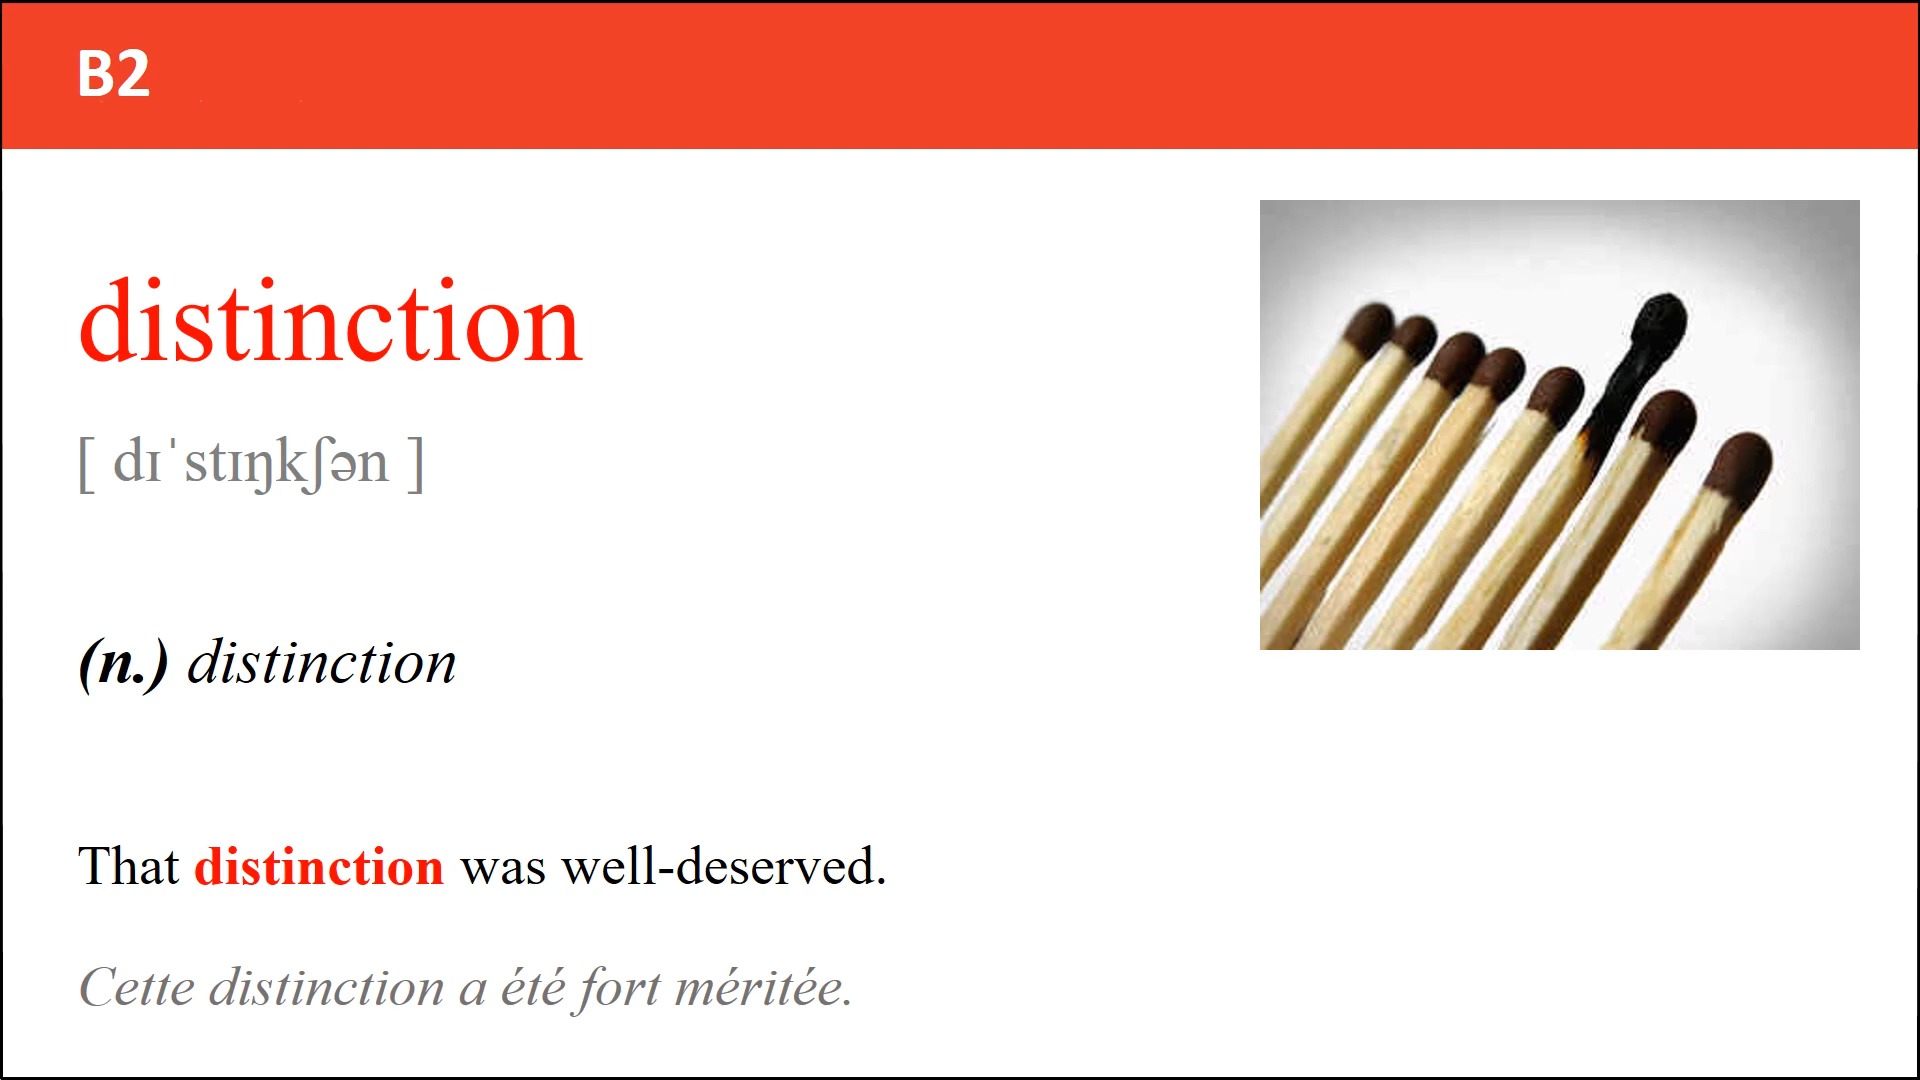 B2
distinction
[ dɪˈstɪŋkʃən ]
(n.) distinction
That distinction was well-deserved.
Cette distinction a été fort méritée.